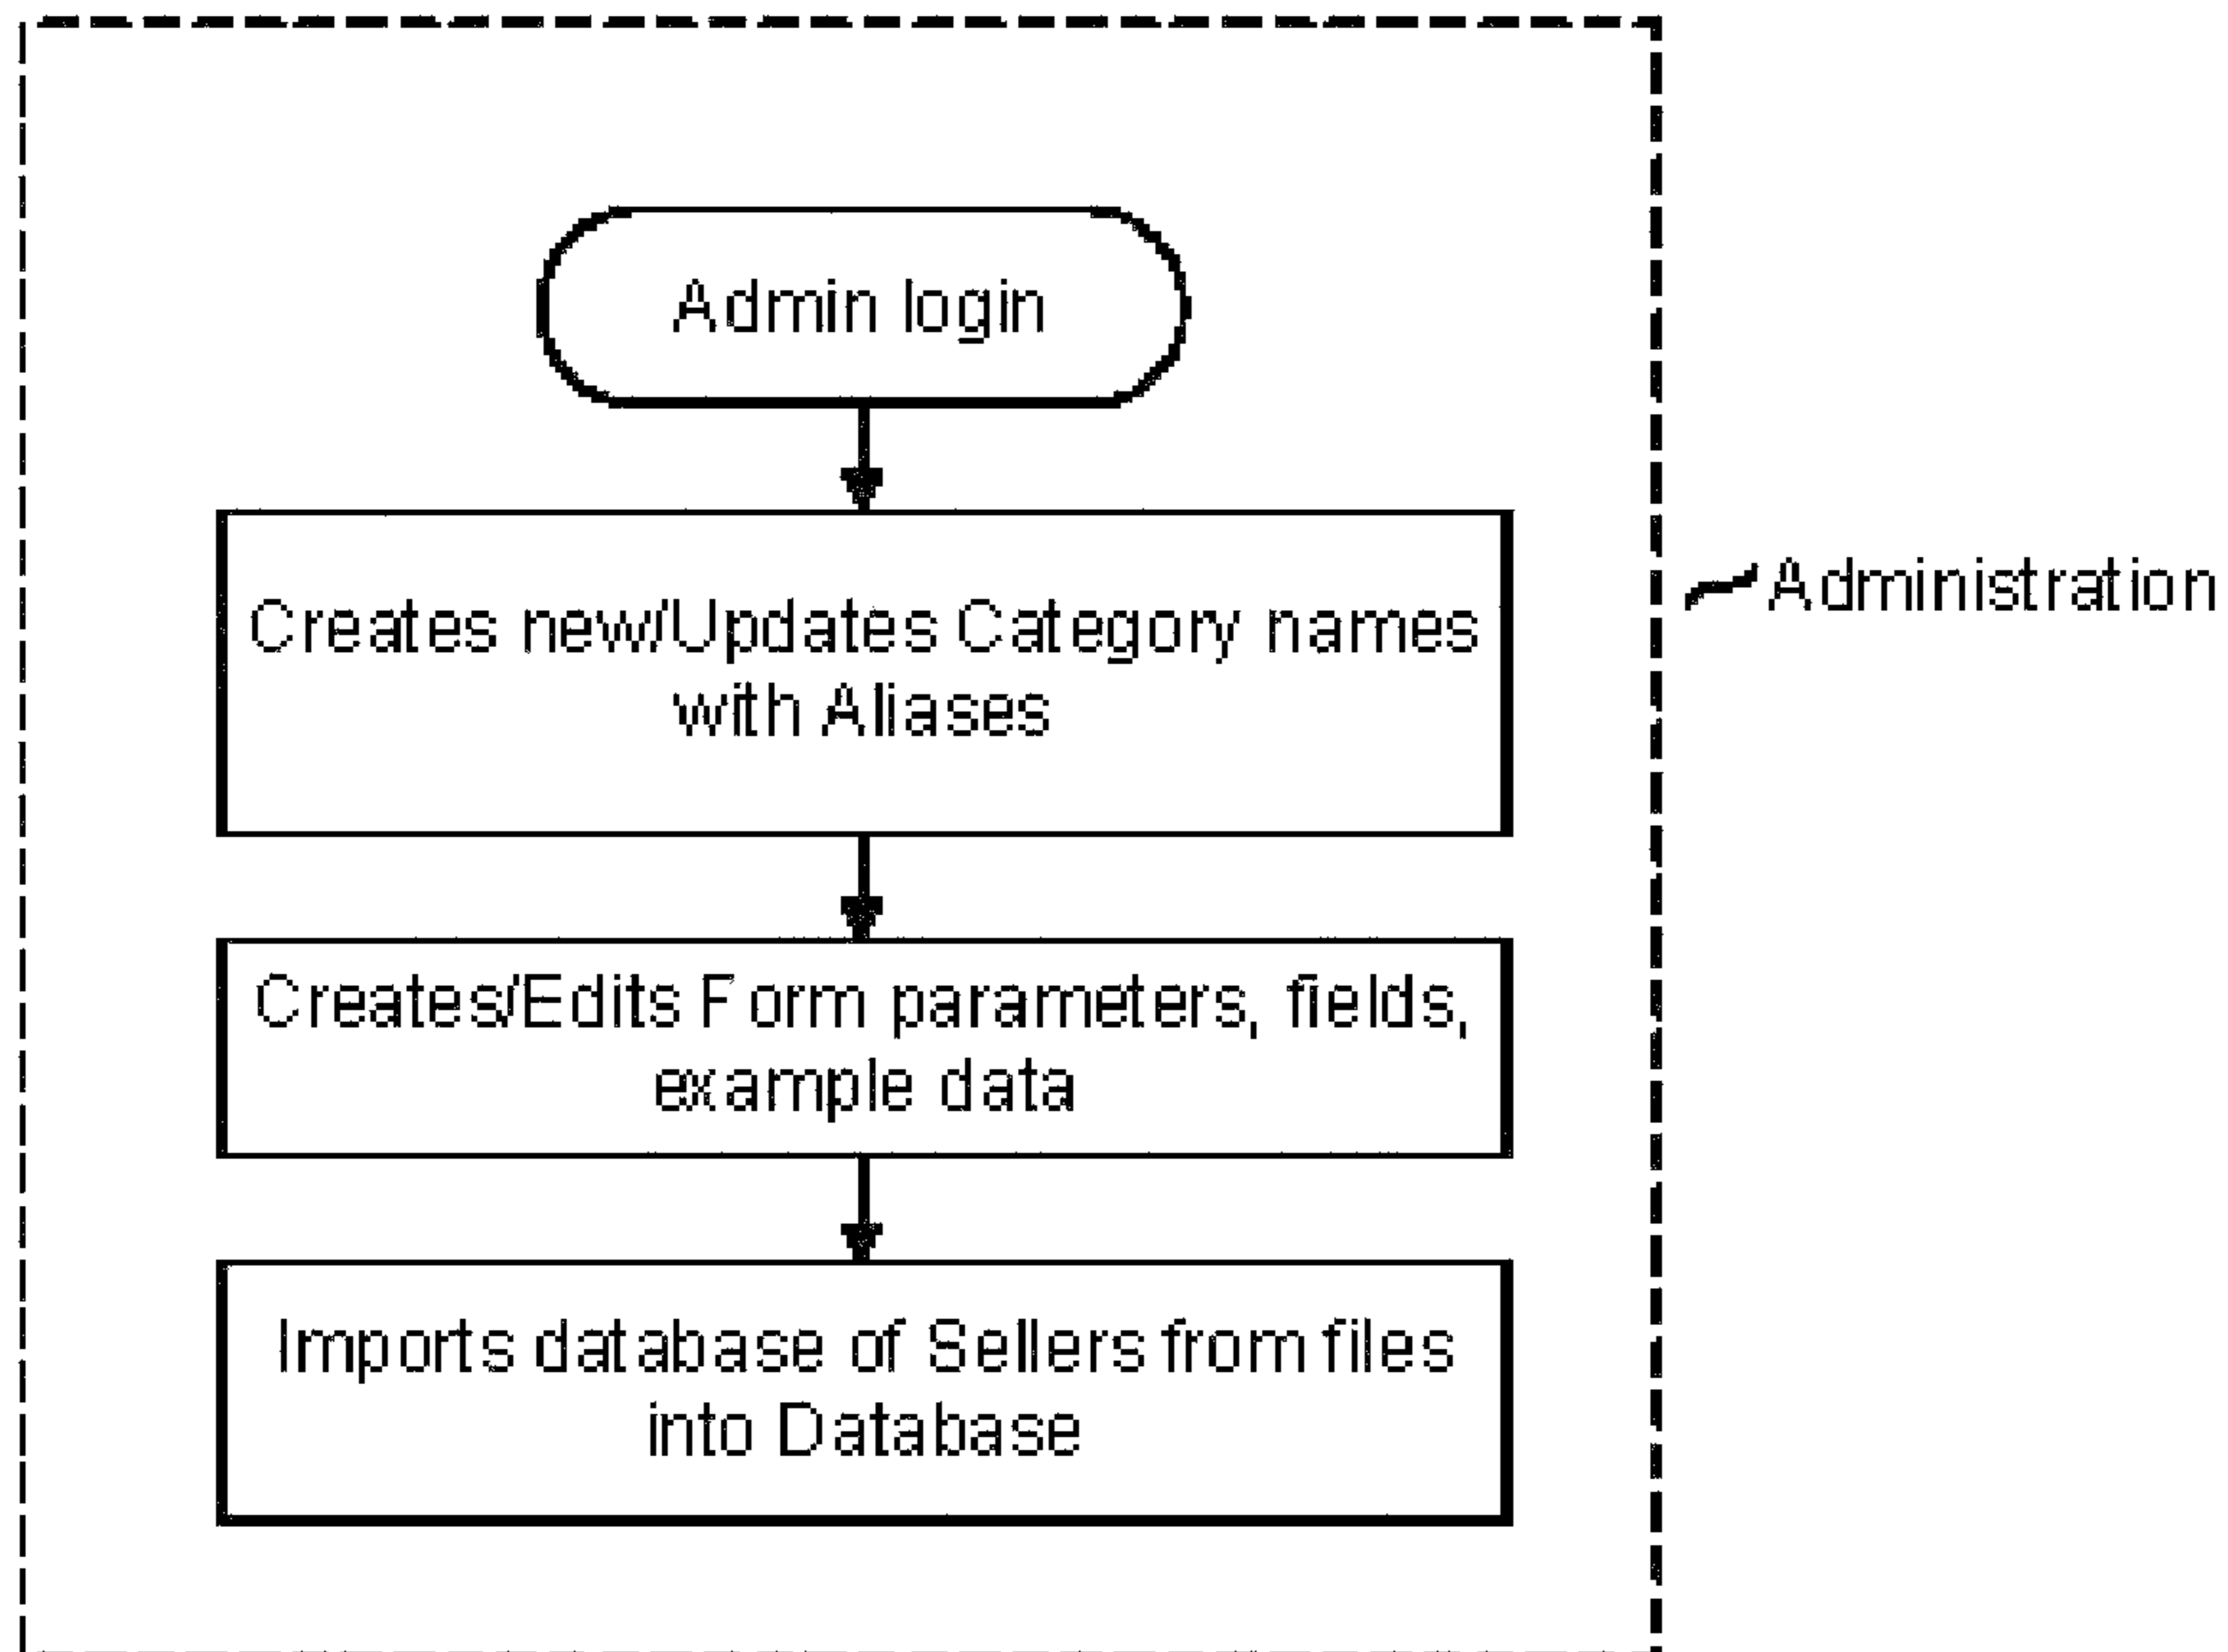 Admin login
Creates new/Updates Category names
with Aliases
Administration
Creates/Edits Form parameters, fields,
example data
Imports database of Sellers from files
into Database